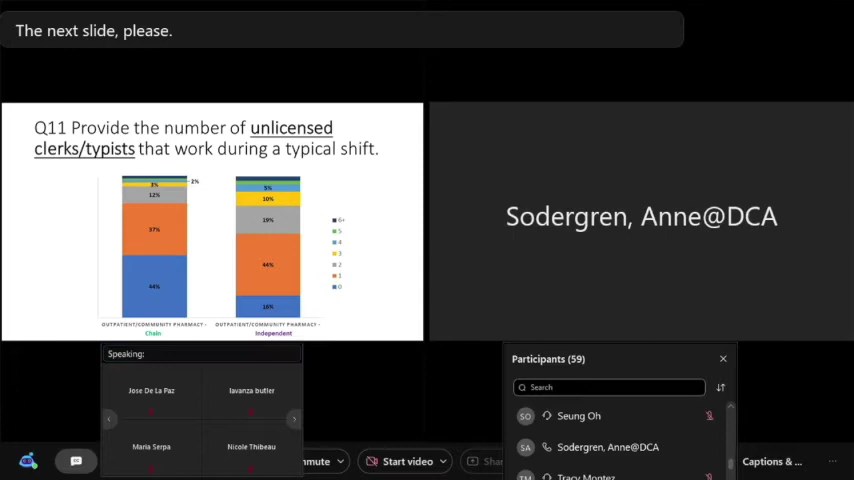 The next slide, please.
Q11 Provide the number of unlicensed
clerks/typists that work during a typical shift.
2%
3%
12%
37%
44%
5%
10%
19%
44%
16%
6+
5
4
3
2
1
0
OUTPATIENT/COMMUNITY PHARMACY -
Chain
OUTPATIENT/COMMUNITY PHARMACY -
Independent
Sodergren, Anne@DCA
Speaking:
Jose De La Paz
lavanza butler
Maria Serpa
Nicole Thibeau
Participants (59)
Search
SO
Seung Oh
SA
Sodergren, Anne@DCA
TM
Tracy Montez
mute
Start video
Shar
Captions & ...